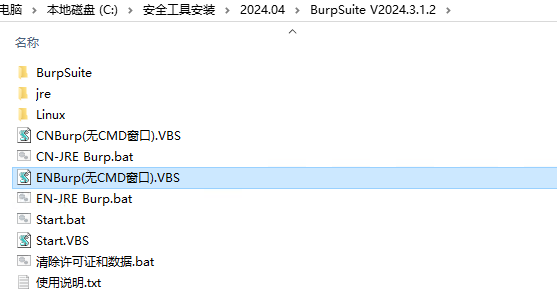 电脑 › 本地磁盘 (C:) › 安全工具安装 › 2024.04 › BurpSuite V2024.3.1.2 ›
名称
BurpSuite
jre
Linux
CNBurp(无CMD窗口).VBS
CN-JRE Burp.bat
ENBurp(无CMD窗口).VBS
EN-JRE Burp.bat
Start.bat
Start.VBS
清除许可证和数据.bat
使用说明.txt